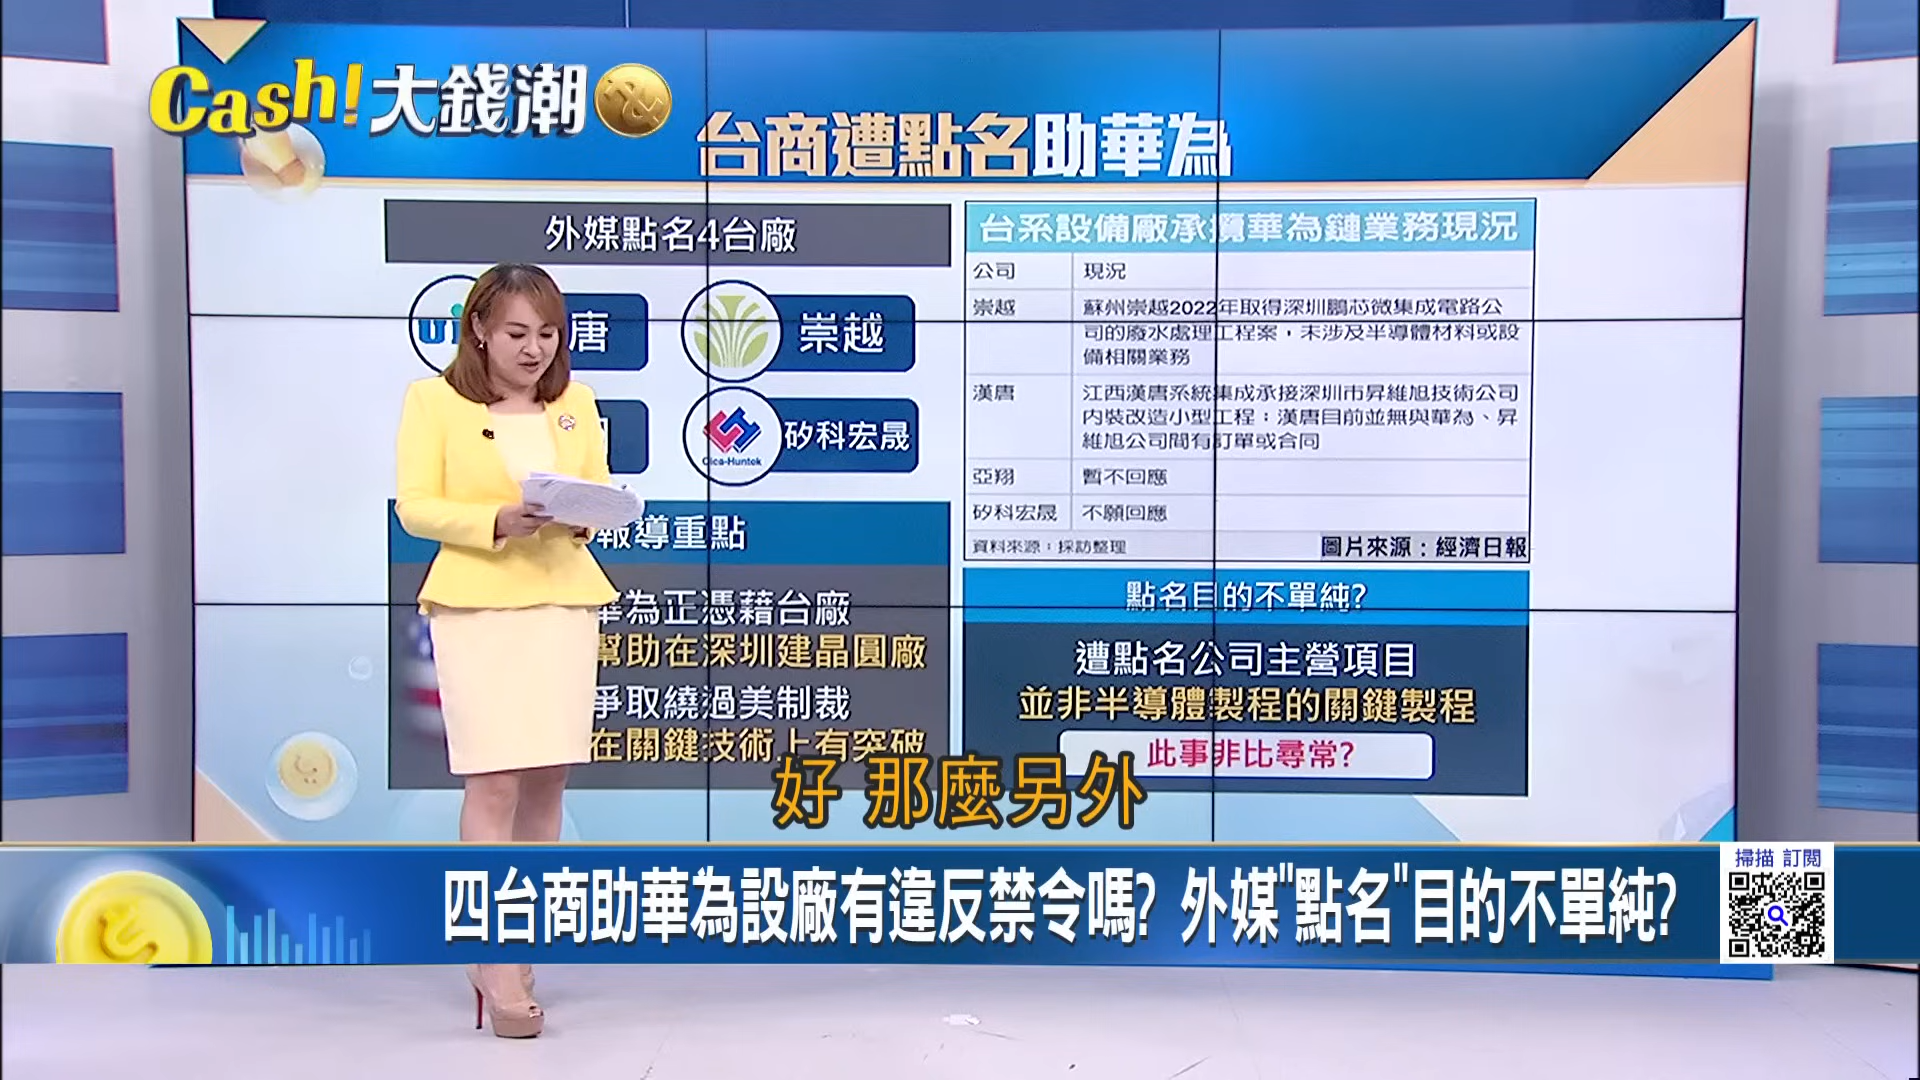 Cash!大錢潮
台商遭點名助華為
外媒點名4台廠
唐
崇越
Cica-Huntek
矽科宏晟
報導重點
華為正憑藉台廠
幫助在深圳建晶圓廠
爭取繞過美制裁
在關鍵技術上有突破
台系設備廠承攬華為鏈業務現況
公司 現況
崇越 蘇州崇越2022年取得深圳鵬芯微集成電路公
司的廢水處理工程案，未涉及半導體材料或設
備相關業務
漢唐 江西漢唐系統集成承接深圳市昇維旭技術公司
內裝改造小型工程；漢唐目前並無與華為、昇
維旭公司間有訂單或合同
亞翔 暫不回應
矽科宏晟 不願回應
資料來源：採訪整理
圖片來源：經濟日報
點名目的不單純?
遭點名公司主營項目
並非半導體製程的關鍵製程
此事非比尋常?
好 那麼另外
四台商助華為設廠有違反禁令嗎? 外媒"點名"目的不單純?
掃描 訂閱